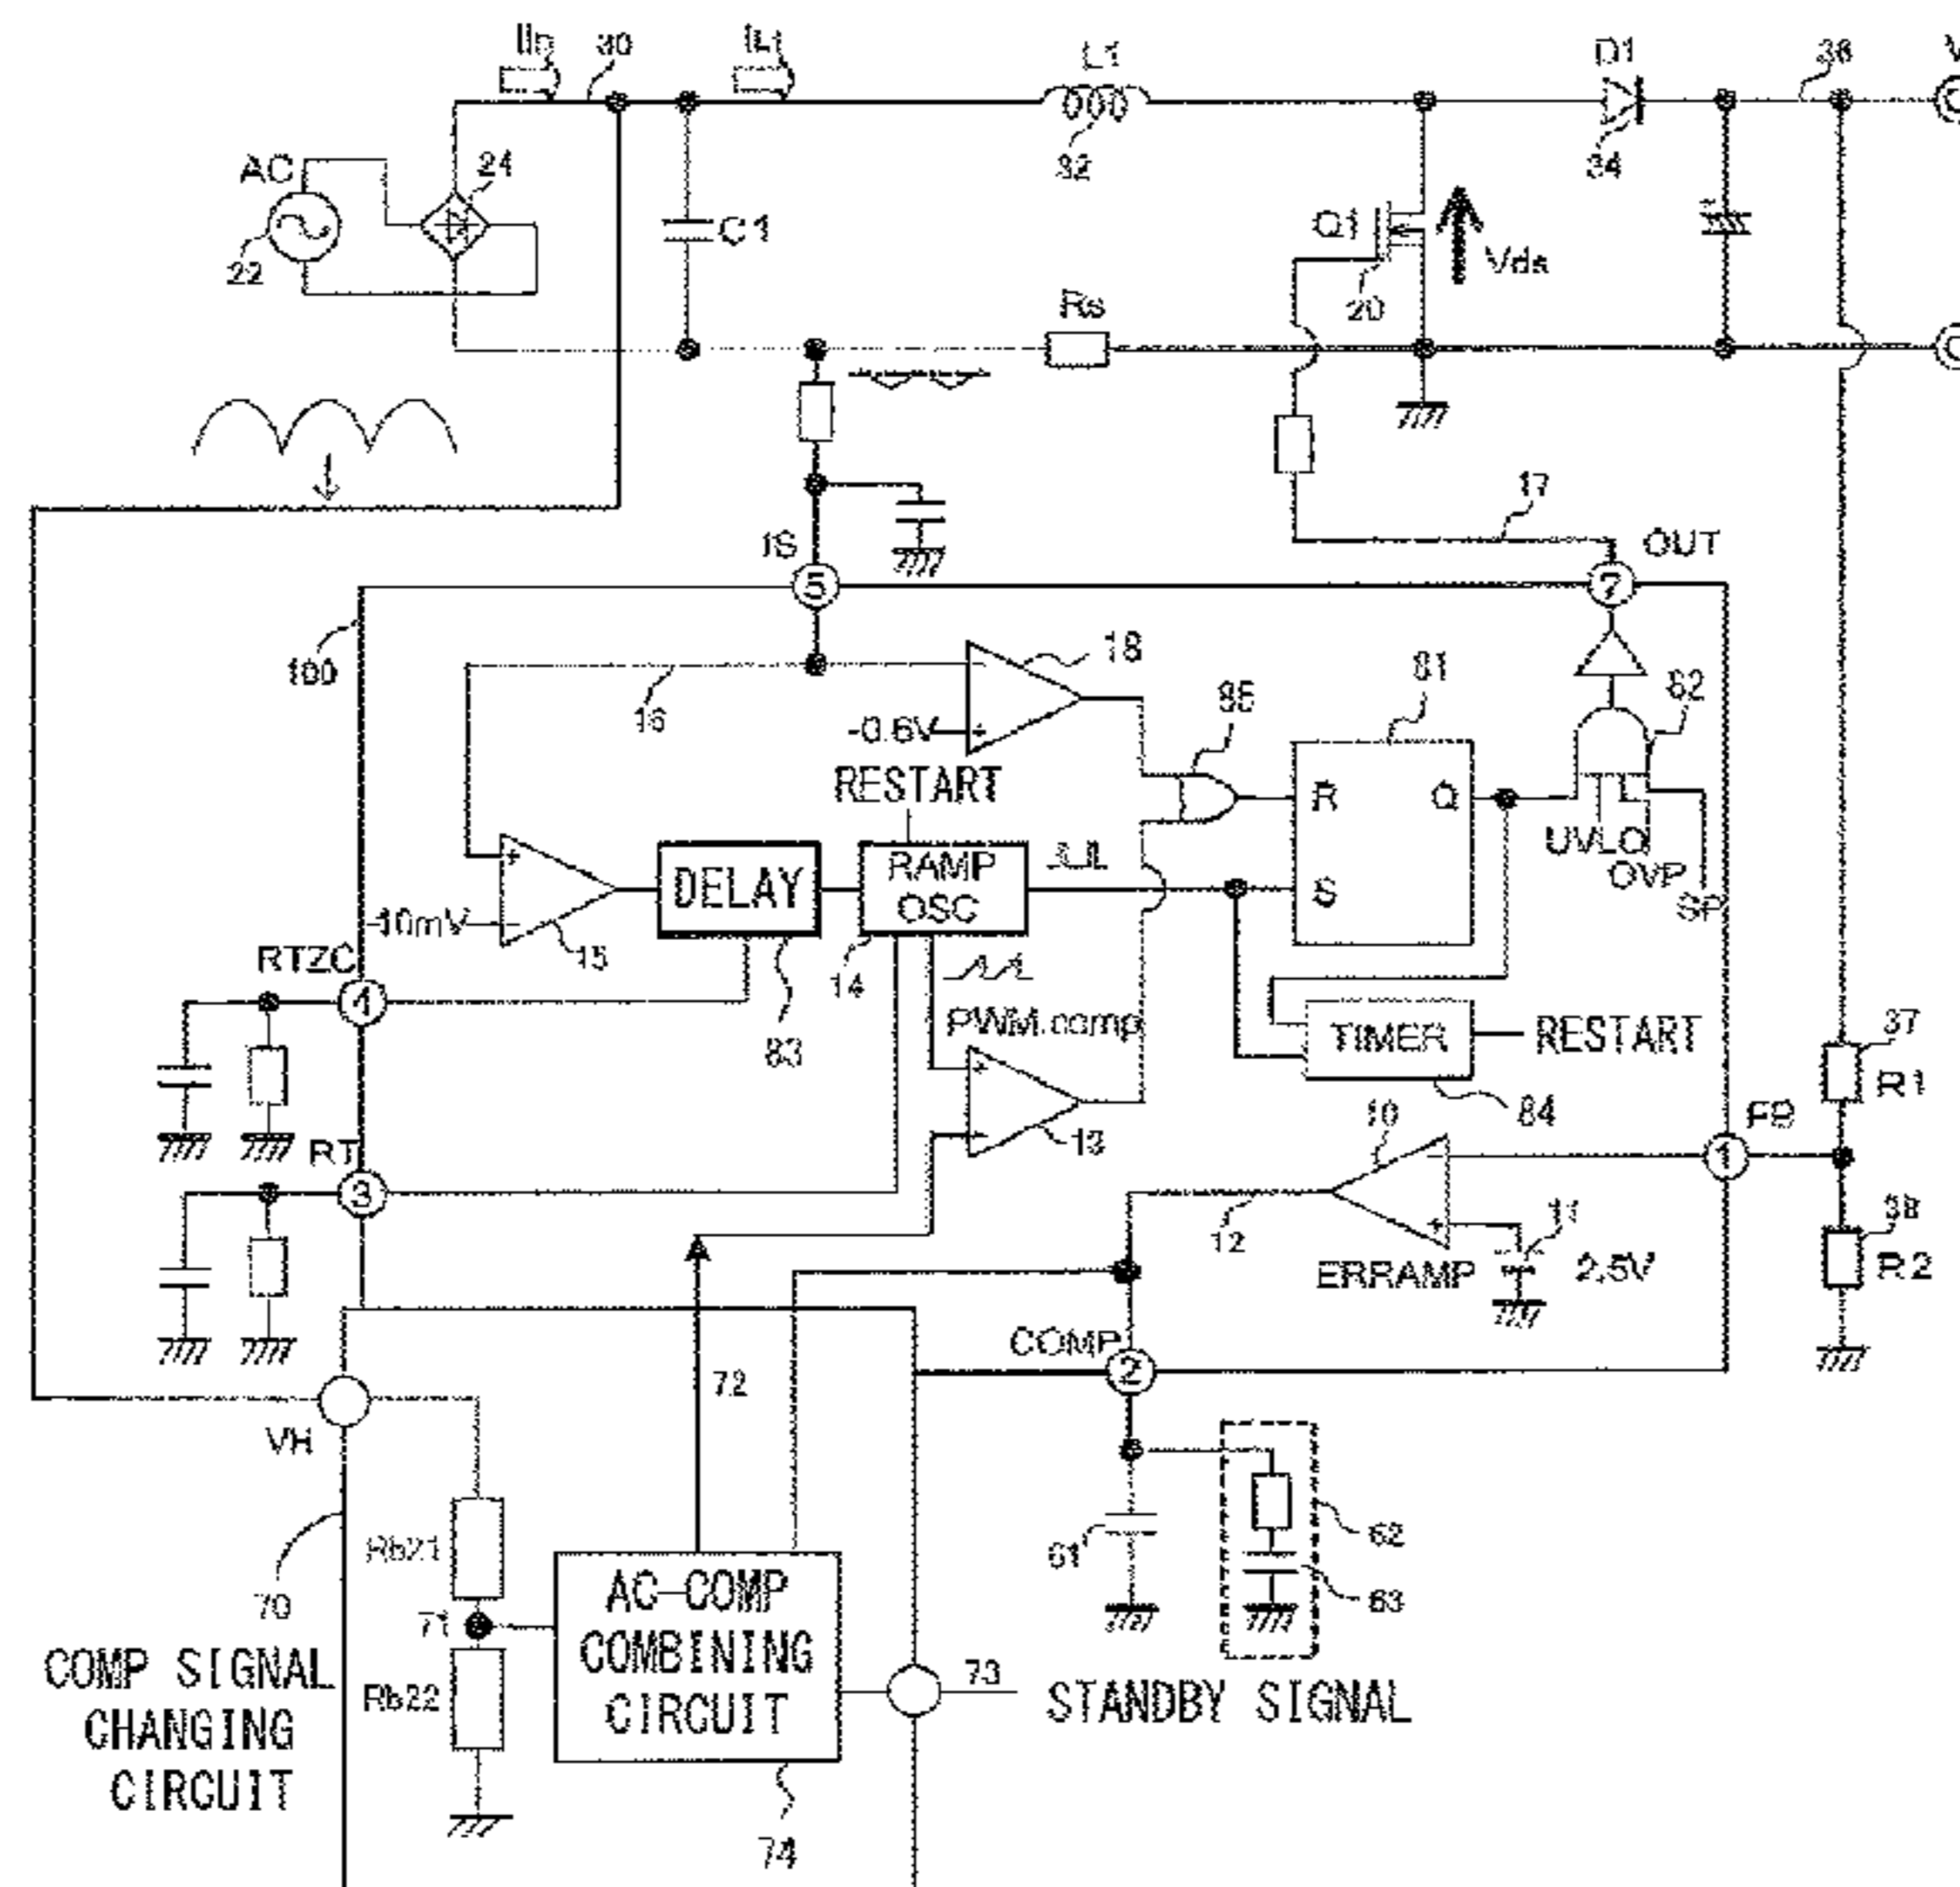 30
L1
D1
36
V
AC
24
32
34
22
C1
Q1
Vds
20
Rs
17
IS
OUT
5
7
100
18
81
82
16
-0.6V
85
RESTART
R
Q
RAMP
OSC
DELAY
S
UVLO
OVP
SP
-10mV
15
14
RTZC
4
83
PWM.comp
TIMER
RESTART
37
R1
84
FB
RT
13
10
1
3
12
11
38
ERRAMP
2.5V
R2
COMP
2
72
VH
Rb21
61
62
63
70
71
AC-COMP
COMBINING
CIRCUIT
COMP SIGNAL
CHANGING
CIRCUIT
Rb22
73
STANDBY SIGNAL
74